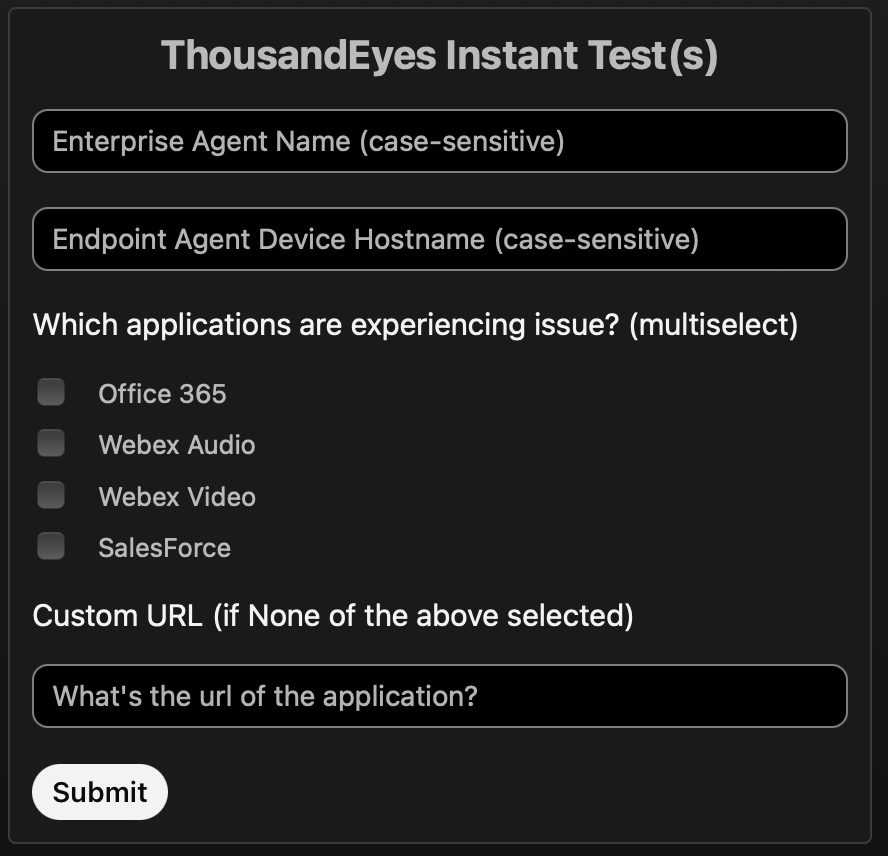 ThousandEyes Instant Test(s)
Enterprise Agent Name (case-sensitive)
Endpoint Agent Device Hostname (case-sensitive)
Which applications are experiencing issue? (multiselect)
Office 365
Webex Audio
Webex Video
SalesForce
Custom URL (if None of the above selected)
What's the url of the application?
Submit